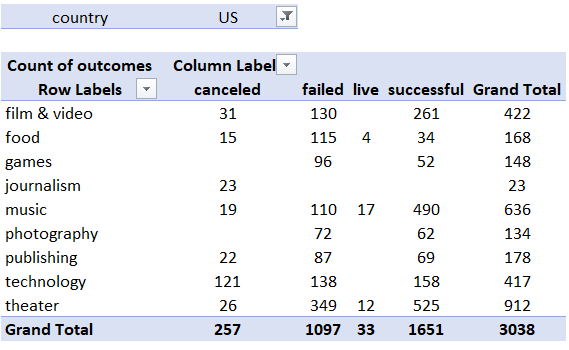 country US
Count of outcomes Column Label
Row Labels canceled failed live successful Grand Total
film & video 31 130 261 422
food 15 115 4 34 168
games 96 52 148
journalism 23 23
music 19 110 17 490 636
photography 72 62 134
publishing 22 87 69 178
technology 121 138 158 417
theater 26 349 12 525 912
Grand Total 257 1097 33 1651 3038